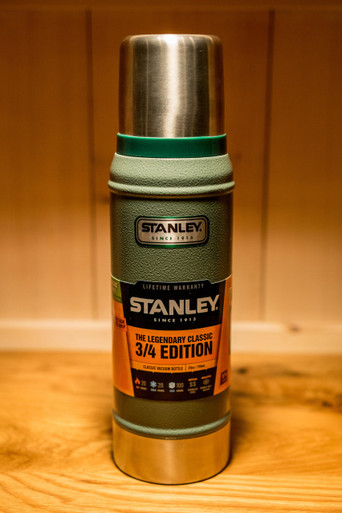 STANLEY.
SINCE 1913
LIFETIME WARRANTY
STANLEY.
SINCE 1913
THE LEGENDARY CLASSIC
3/4 EDITION
CLASSIC VACUUM BOTTLE